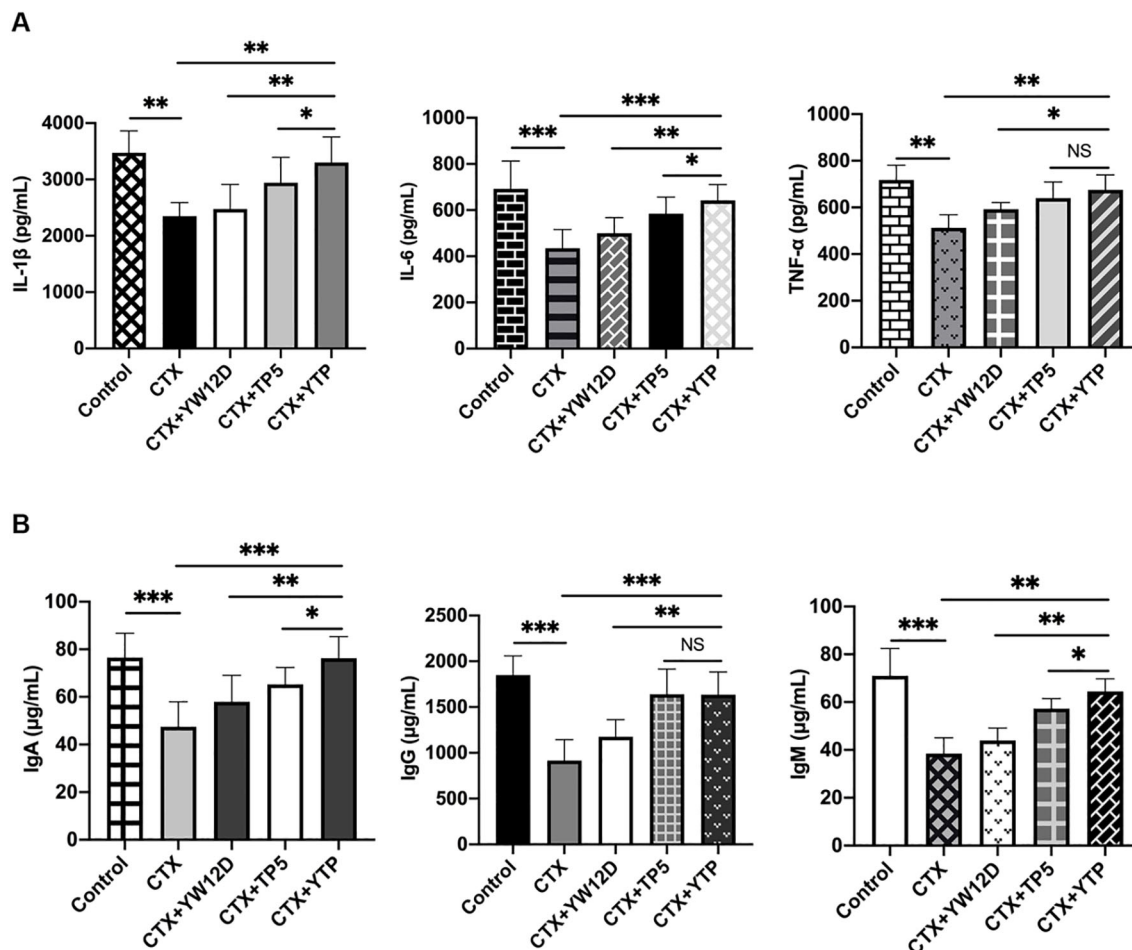 A
**
**
**
*
4000
3000
2000
1000
0
IL-1β (pg/mL)
Control
CTX
CTX+YW12D
CTX+TP5
CTX+YTP
***
***
**
*
1000
800
600
400
200
0
IL-6 (pg/mL)
Control
CTX
CTX+YW12D
CTX+TP5
CTX+YTP
**
*
**
NS
1000
800
600
400
200
0
TNF-α (pg/mL)
Control
CTX
CTX+YW12D
CTX+TP5
CTX+YTP
B
***
**
***
*
100
80
60
40
20
0
IgA (μg/mL)
Control
CTX
CTX+YW12D
CTX+TP5
CTX+YTP
***
**
***
NS
2500
2000
1500
1000
500
0
IgG (μg/mL)
Control
CTX
CTX+YW12D
CTX+TP5
CTX+YTP
**
***
**
*
100
80
60
40
20
0
IgM (μg/mL)
Control
CTX
CTX+YW12D
CTX+TP5
CTX+YTP